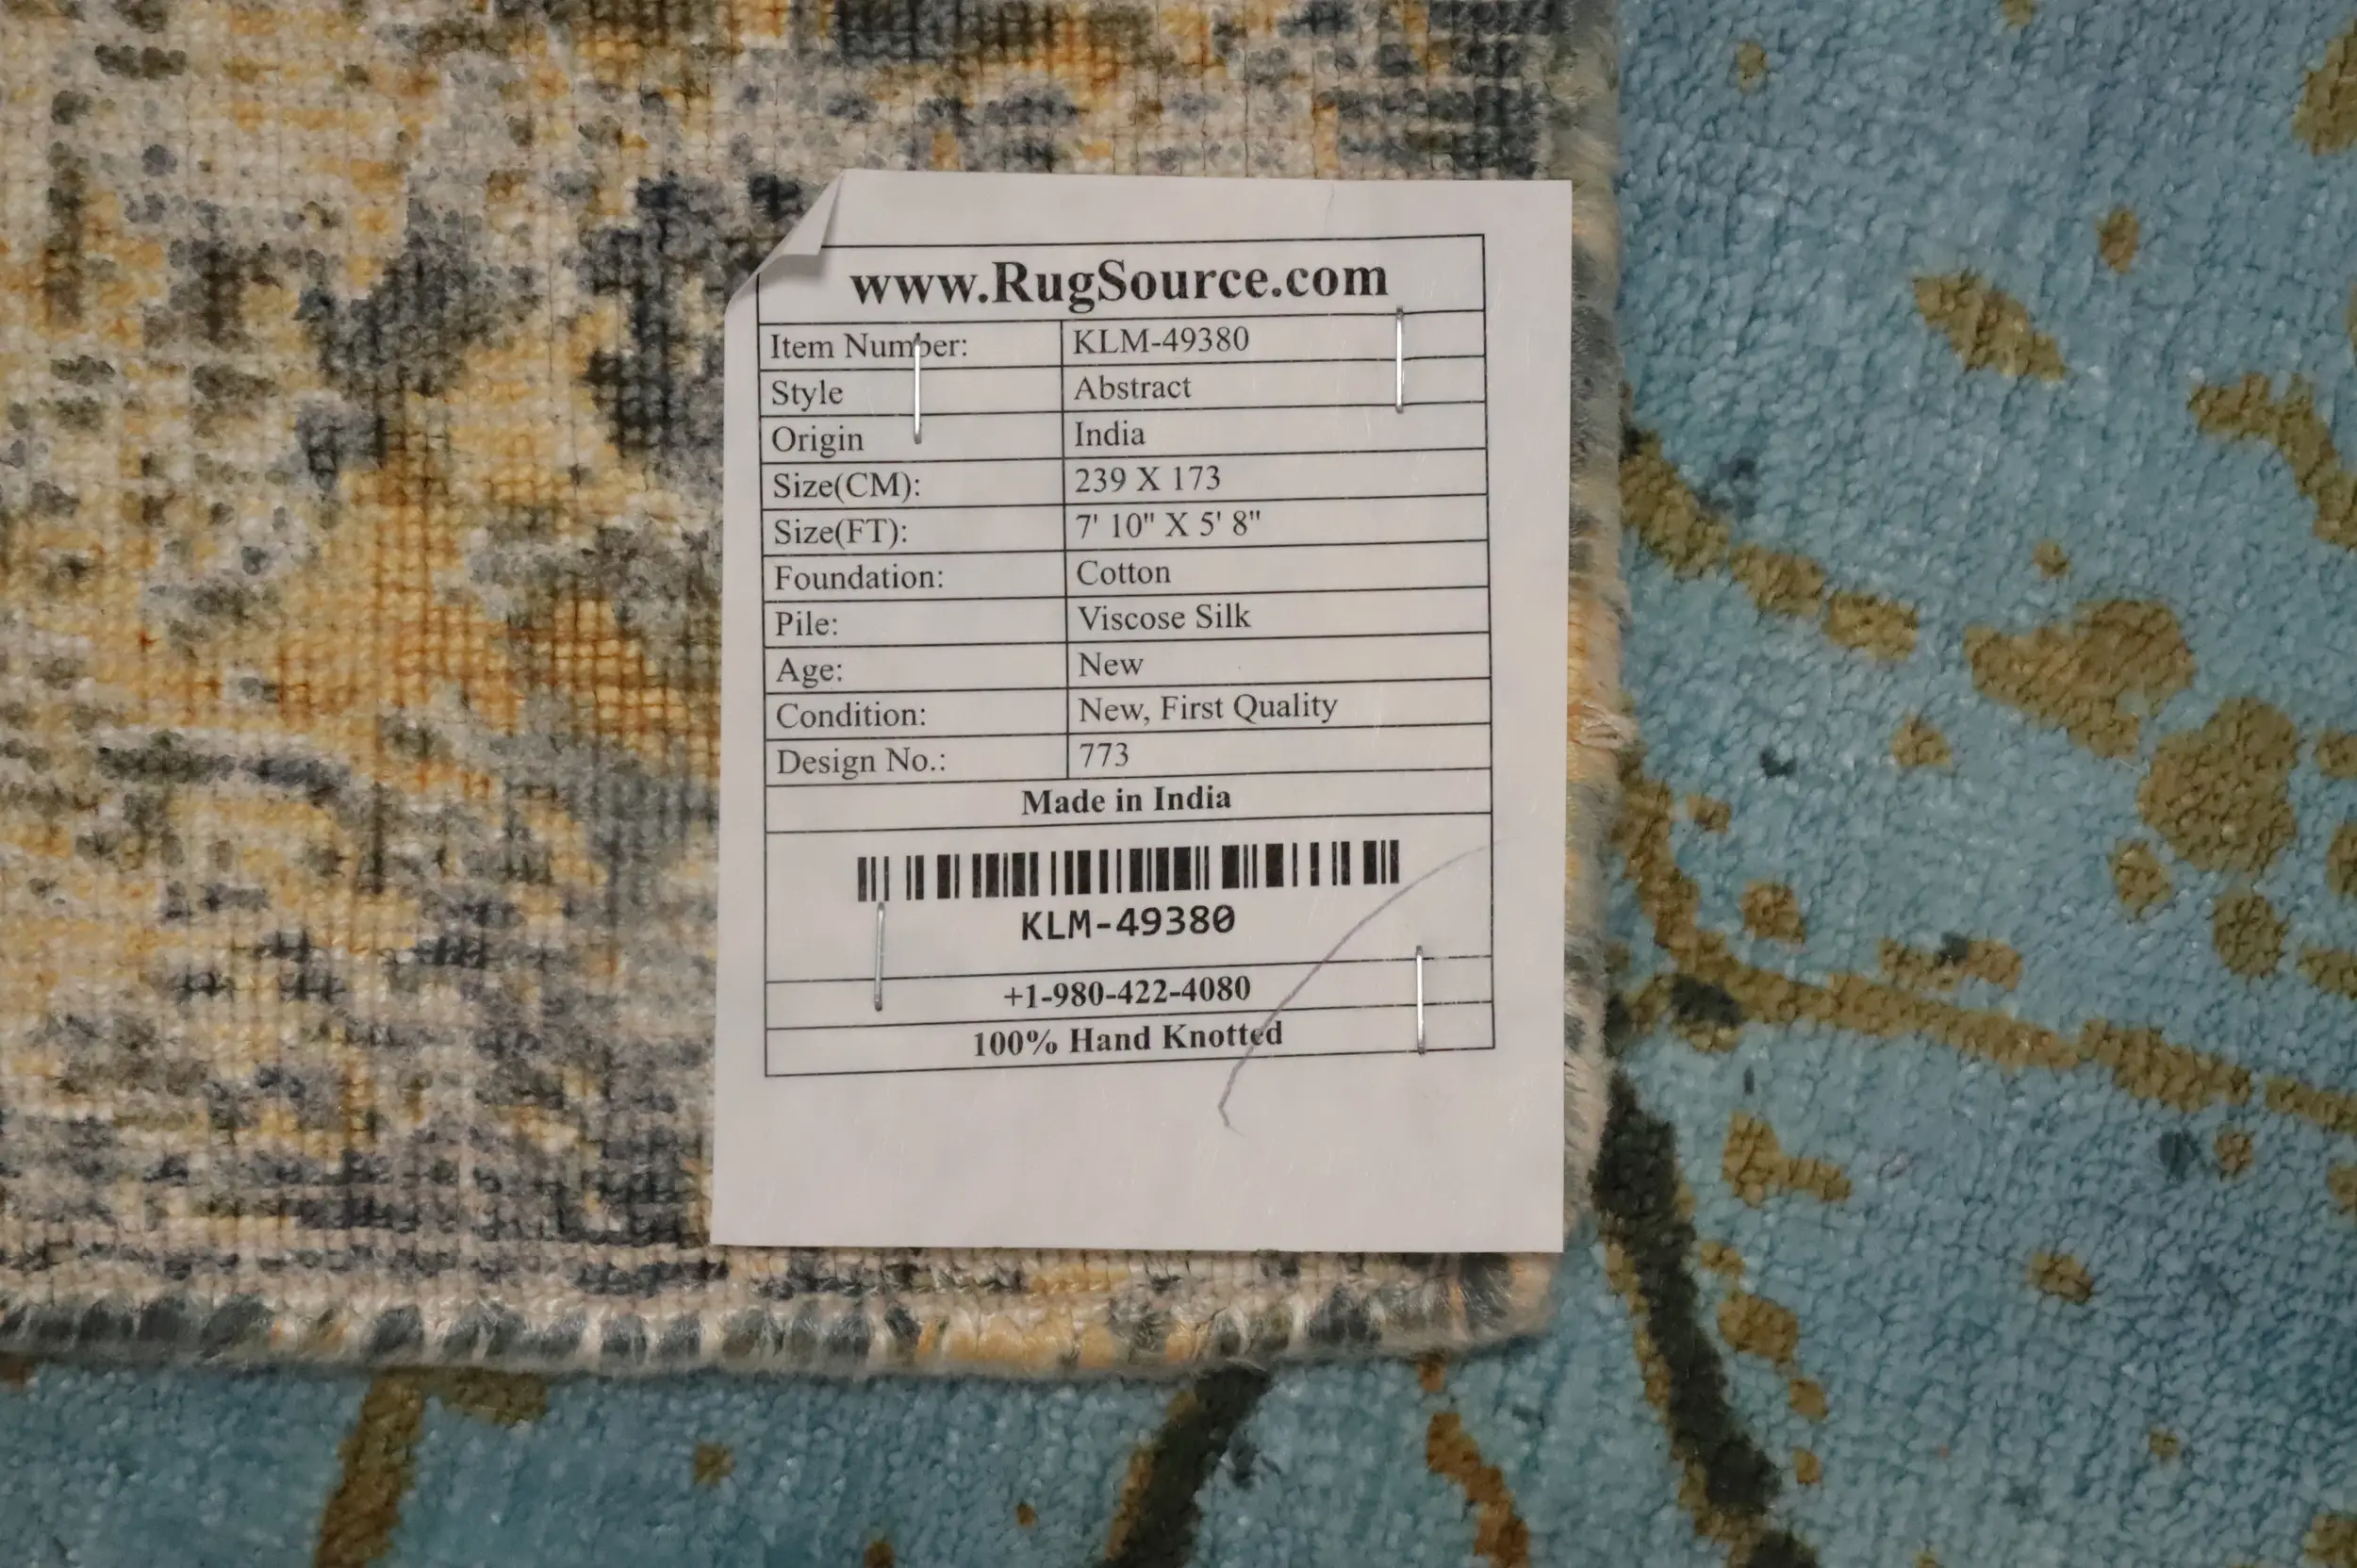 www.RugSource.com
Item Number: KLM-49380
Style Abstract
Origin India
Size(CM): 239 X 173
Size(FT): 7' 10" X 5' 8"
Foundation: Cotton
Pile: Viscose Silk
Age: New
Condition: New, First Quality
Design No.: 773
Made in India
KLM-49380
+1-980-422-4080
100% Hand Knotted